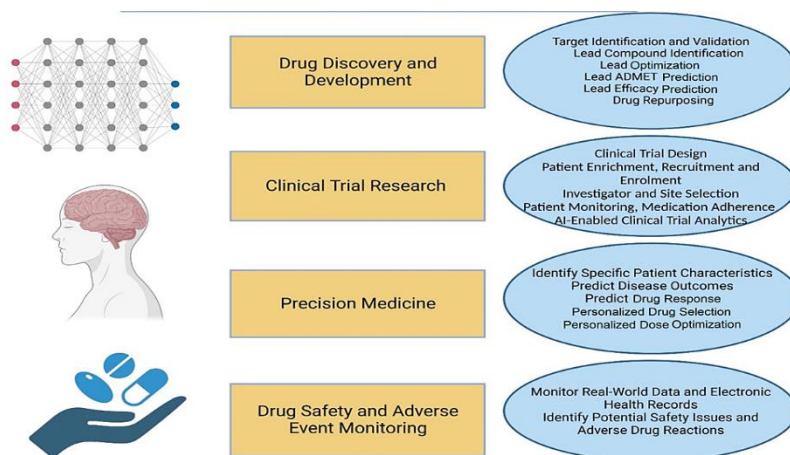 Drug Discovery and
Development
Target Identification and Validation
Lead Compound Identification
Lead Optimization
Lead ADMET Prediction
Lead Efficacy Prediction
Drug Repurposing
Clinical Trial Research
Clinical Trial Design
Patient Enrichment, Recruitment and
Enrolment
Investigator and Site Selection
Patient Monitoring, Medication Adherence
AI-Enabled Clinical Trial Analytics
Precision Medicine
Identify Specific Patient Characteristics
Predict Disease Outcomes
Predict Drug Response
Personalized Drug Selection
Personalized Dose Optimization
Drug Safety and Adverse
Event Monitoring
Monitor Real-World Data and Electronic
Health Records
Identify Potential Safety Issues and
Adverse Drug Reactions